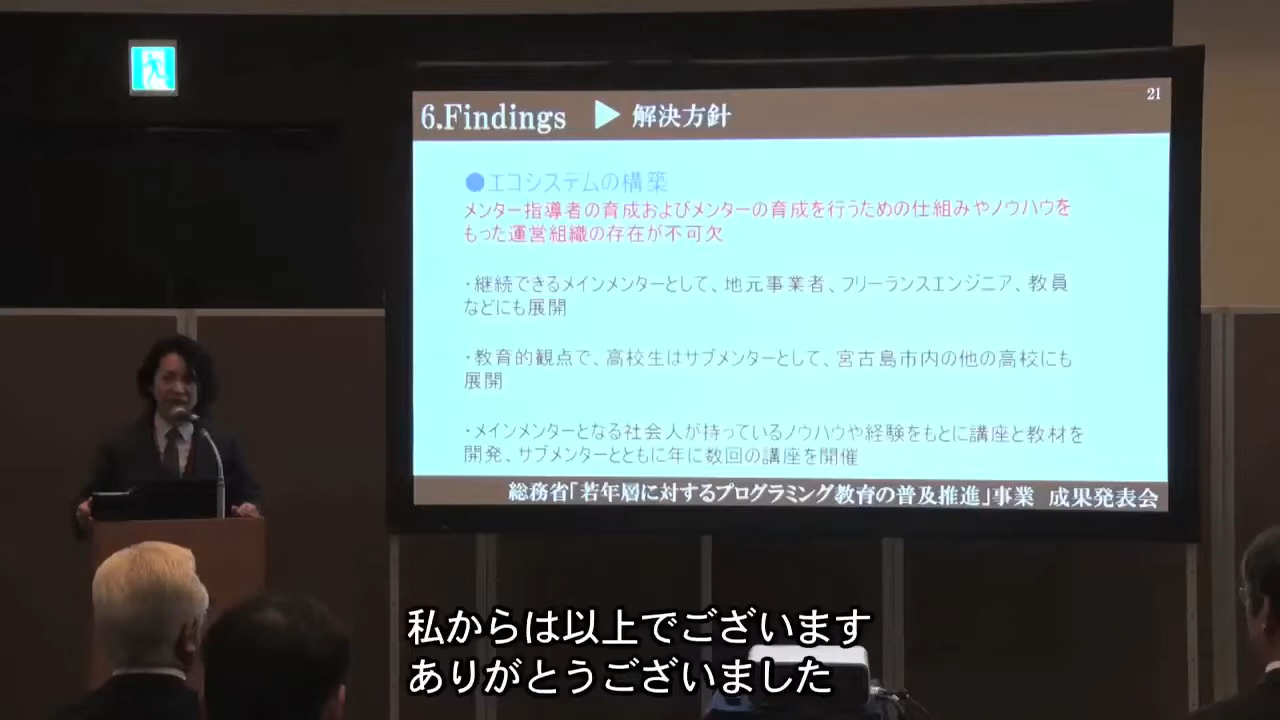 21
6.Findings ▶ 解決方針
●エコシステムの構築
メンター指導者の育成およびメンターの育成を行うための仕組みやノウハウを
もった運営組織の存在が不可欠
・継続できるメインメンターとして、地元事業者、フリーランスエンジニア、教員
などにも展開
・教育的観点で、高校生はサブメンターとして、宮古島市内の他の高校にも
展開
・メインメンターとなる社会人が持っているノウハウや経験をもとに講座と教材を
開発、サブメンターとともに年に数回の講座を開催
総務省「若年層に対するプログラミング教育の普及推進」事業 成果発表会
私からは以上でございます
ありがとうございました